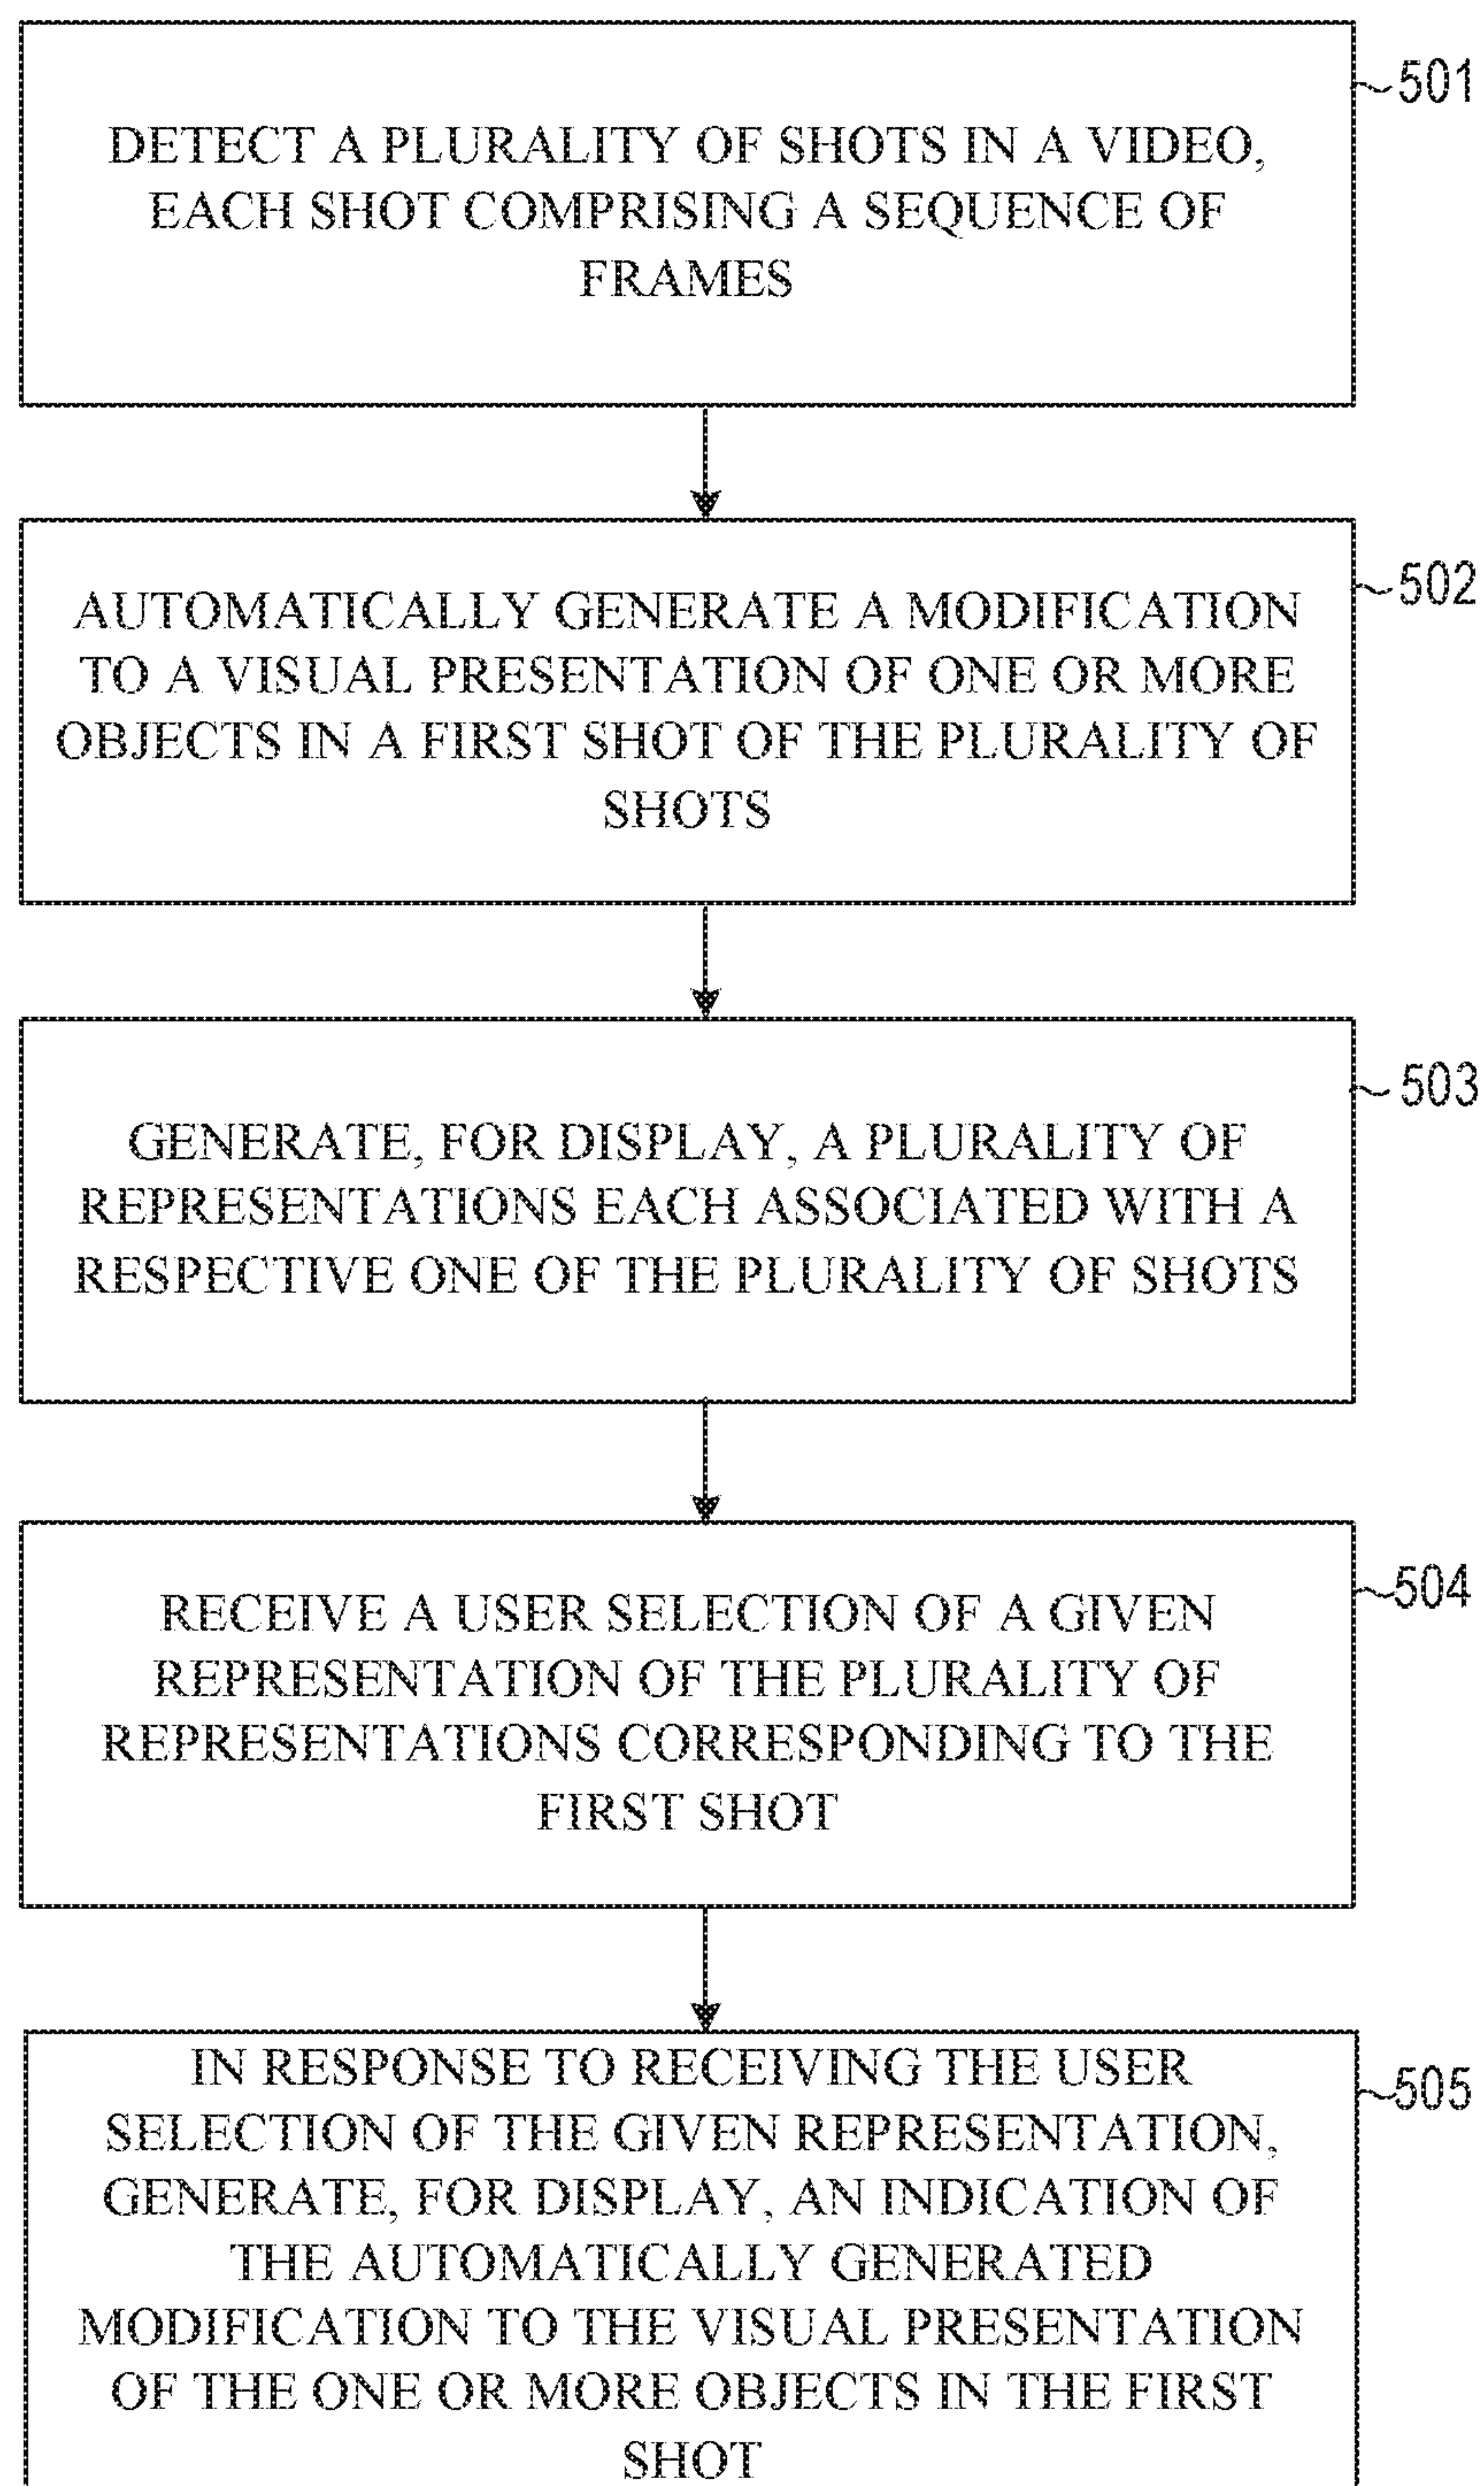 501
DETECT A PLURALITY OF SHOTS IN A VIDEO,
EACH SHOT COMPRISING A SEQUENCE OF
FRAMES
502
AUTOMATICALLY GENERATE A MODIFICATION
TO A VISUAL PRESENTATION OF ONE OR MORE
OBJECTS IN A FIRST SHOT OF THE PLURALITY OF
SHOTS
503
GENERATE, FOR DISPLAY, A PLURALITY OF
REPRESENTATIONS EACH ASSOCIATED WITH A
RESPECTIVE ONE OF THE PLURALITY OF SHOTS
504
RECEIVE A USER SELECTION OF A GIVEN
REPRESENTATION OF THE PLURALITY OF
REPRESENTATIONS CORRESPONDING TO THE
FIRST SHOT
505
IN RESPONSE TO RECEIVING THE USER
SELECTION OF THE GIVEN REPRESENTATION,
GENERATE, FOR DISPLAY, AN INDICATION OF
THE AUTOMATICALLY GENERATED
MODIFICATION TO THE VISUAL PRESENTATION
OF THE ONE OR MORE OBJECTS IN THE FIRST
SHOT